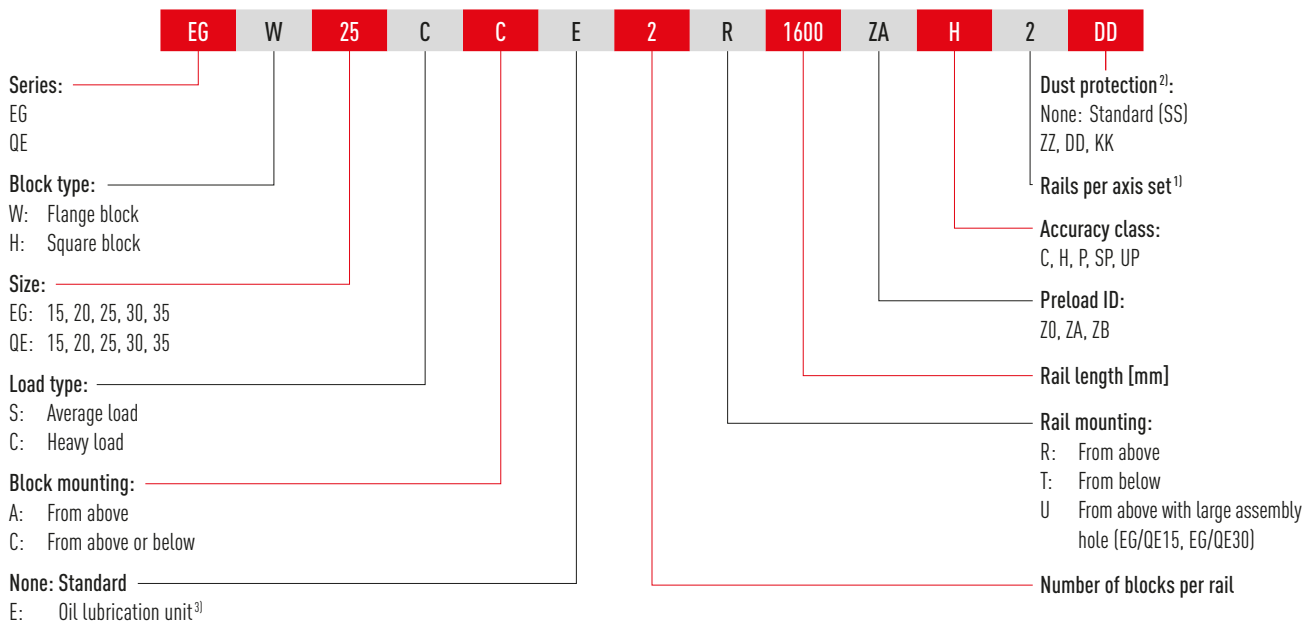 EG W 25 C C E 2 R 1600 ZA H 2 DD
Series:
EG
QE
Block type:
W: Flange block
H: Square block
Size:
EG: 15, 20, 25, 30, 35
QE: 15, 20, 25, 30, 35
Load type:
S: Average load
C: Heavy load
Block mounting:
A: From above
C: From above or below
None: Standard
E: Oil lubrication unit 3)
Dust protection 2):
None: Standard (SS)
ZZ, DD, KK
Rails per axis set 1)
Accuracy class:
C, H, P, SP, UP
Preload ID:
Z0, ZA, ZB
Rail length [mm]
Rail mounting:
R: From above
T: From below
U From above with large assembly
hole (EG/QE15, EG/QE30)
Number of blocks per rail